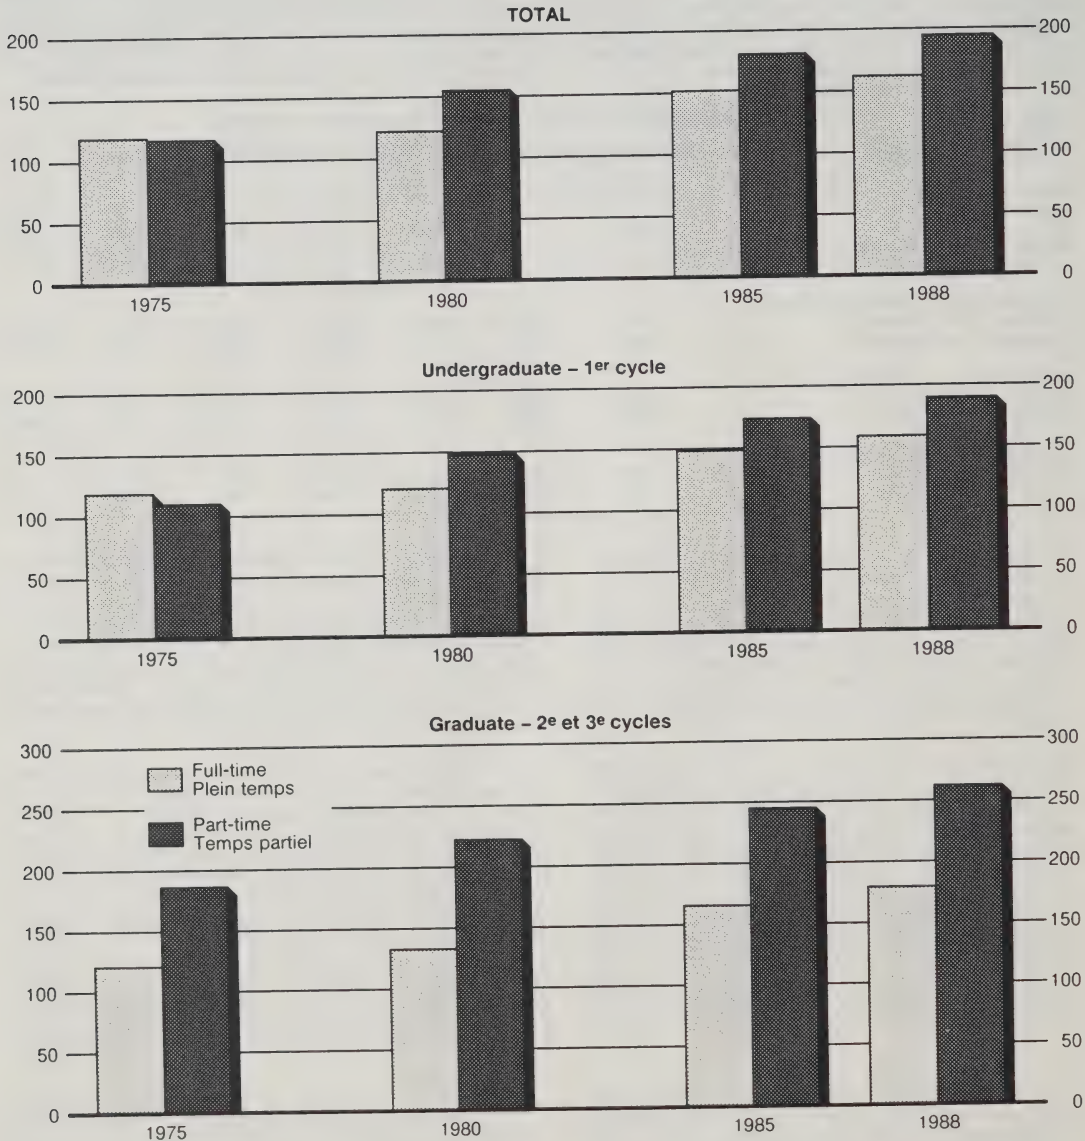 TOTAL
200 200
150 150
100 100
50 50
0 0
1975 1980 1985 1988
Undergraduate – 1er cycle
200 200
150 150
100 100
50 50
0 0
1975 1980 1985 1988
Graduate – 2e et 3e cycles
300 300
Full-time
Plein temps
250 250
Part-time
Temps partiel
200 200
150 150
100 100
50 50
0 0
1975 1980 1985 1988